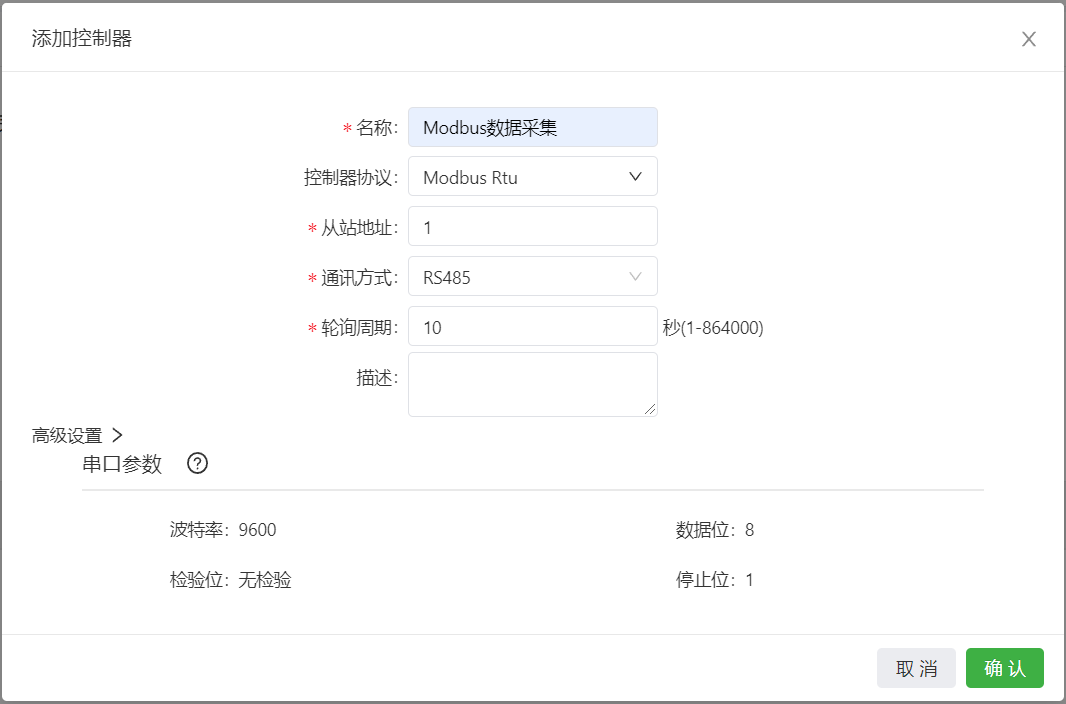 添加控制器
* 名称: Modbus数据采集
控制器协议: Modbus Rtu
* 从站地址: 1
* 通讯方式: RS485
* 轮询周期: 10 秒(1-864000)
描述:
高级设置
串口参数
波特率: 9600 数据位: 8
检验位: 无检验 停止位: 1
取 消 确 认